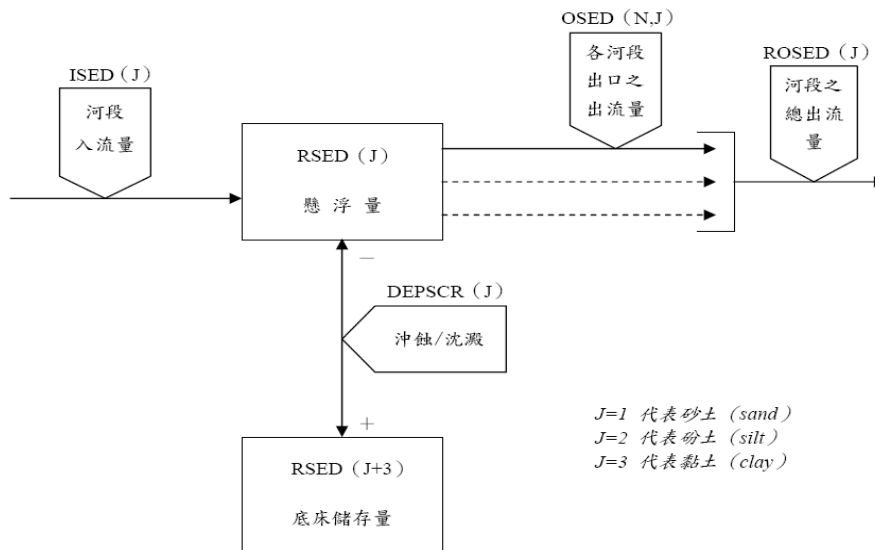 OSED（N,J）
各河段
出口之
出流量
ROSED（J）
河段之
總出流
量
ISED（J）
河段
入流量
RSED（J）
懸浮量
－
DEPSCR（J）
沖蝕/沈澱
＋
RSED（J+3）
底床儲存量
J=1 代表砂土（sand）
J=2 代表砏土（silt）
J=3 代表黏土（clay）